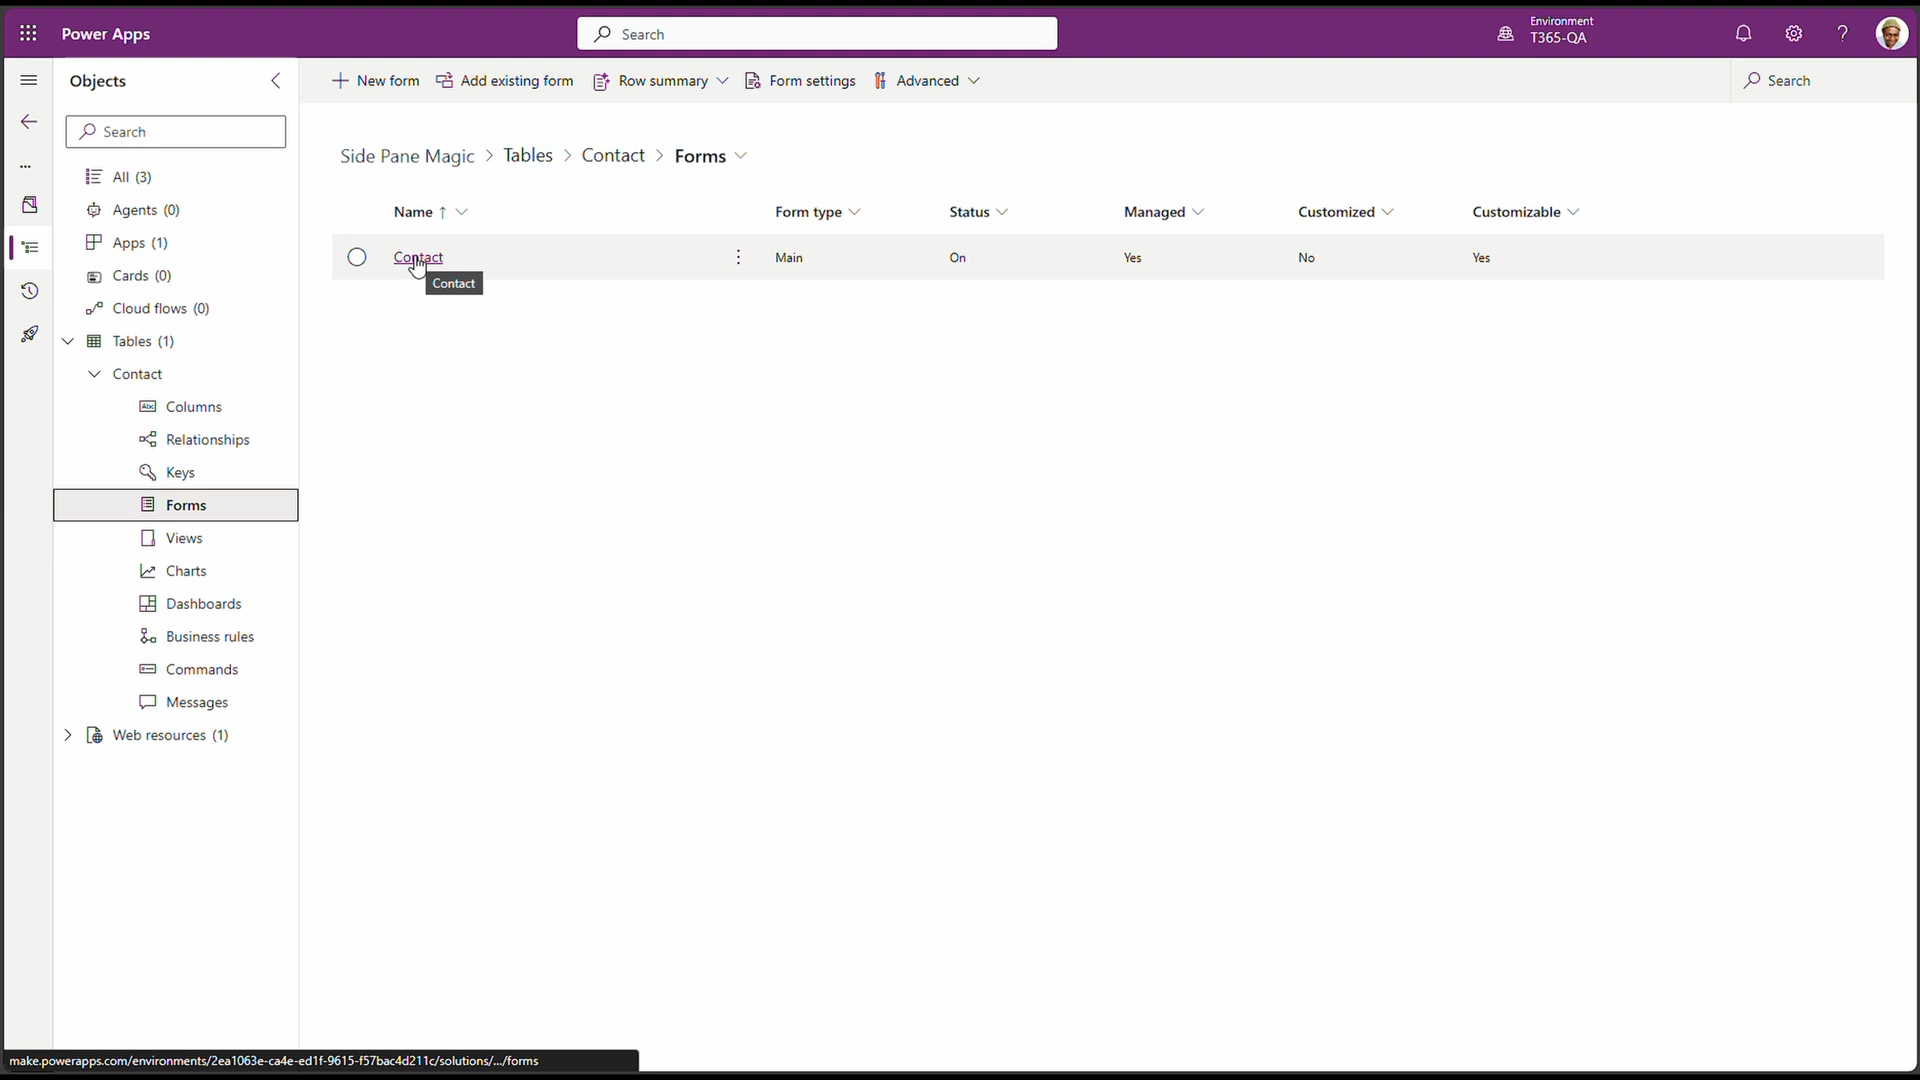 Power Apps
Search
Environment
T365-QA
Objects
New form
Add existing form
Row summary
Form settings
Advanced
Search
Search
All (3)
Agents (0)
Apps (1)
Cards (0)
Cloud flows (0)
Tables (1)
Contact
Columns
Relationships
Keys
Forms
Views
Charts
Dashboards
Business rules
Commands
Messages
Web resources (1)
Side Pane Magic > Tables > Contact > Forms
Name ↑ Form type Status Managed Customized Customizable
Contact Main On Yes No Yes
Contact
make.powerapps.com/environments/2ea1063e-ca4e-ed1f-9615-f57bac4d211c/solutions/.../forms